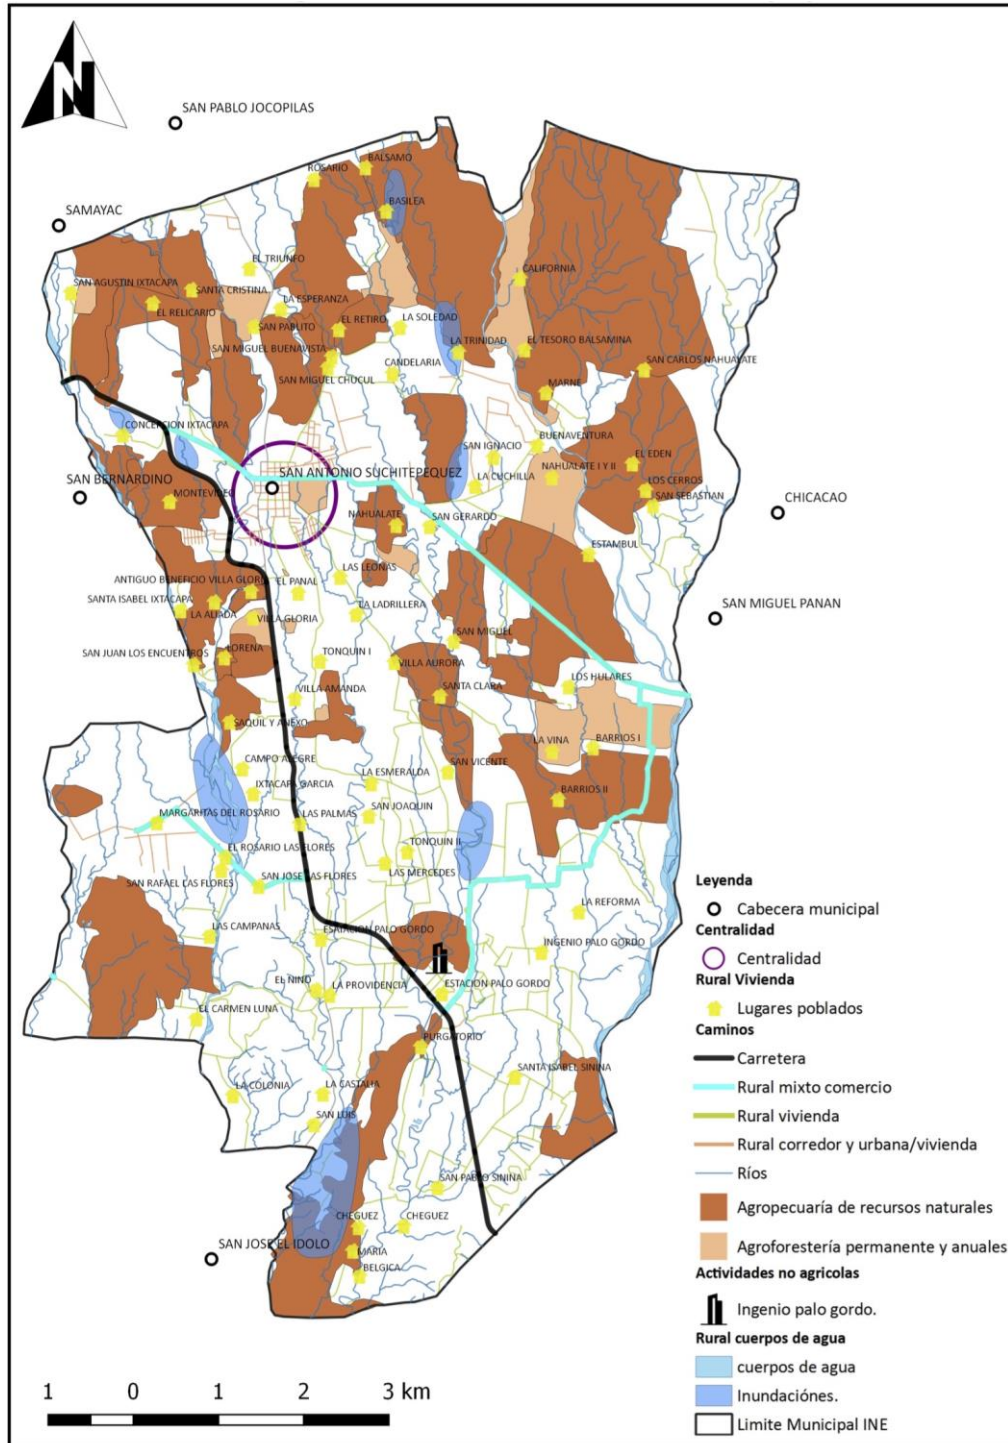 N
SAN PABLO JOCOPILAS
BALSAMO
ROSARIO
BASILEA
SAMAYAC
EL TRIUNFO
CALIFORNIA
SAN AGUSTIN IXTACAPA
SANTA CRISTINA
EL RELICARIO
LA ESPERANZA
SAN PABLITO
EL RETIRO
LA SOLEDAD
LA TRINIDAD
EL TESORO BALSAMINA
SAN MIGUEL BUENAVISTA
CANDELARIA
SAN CARLOS NAHUALATE
SAN MIGUEL CHUCUL
MARNE
CONCEPCION IXTACAPA
SAN IGNACIO
BUENAVENTURA
EL EDEN
SAN ANTONIO SUCHITEPEQUEZ
NAHUALATE I Y II
SAN BERNARDINO
LA CUCHILLA
LOS CERROS
MONTEVIDEO
SAN SEBASTIAN
CHICACAO
NAHUALATE
SAN GERARDO
ESTAMBUL
LAS LEONAS
ANTIGUO BENEFICIO VILLA GLORI
EL PANAL
SANTA ISABEL IXTACAPA
LA ALIADA
LA LADRILLERA
VILLA GLORIA
SAN MIGUEL PANAN
SAN MIGUEL
LORENA
SAN JUAN LOS ENCUENTROS
TONQUIN I
VILLA AURORA
LOS HULARES
VILLA AMANDA
SANTA CLARA
SAQUIL Y ANEXO
LA VINA
BARRIOS I
CAMPO ALEGRE
SAN VICENTE
IXTACAPA GARCIA
LA ESMERALDA
BARRIOS II
MARGARITAS DEL ROSARIO
LAS PALMAS
SAN JOAQUIN
TONQUIN II
EL ROSARIO LAS FLORES
LAS MERCEDES
SAN RAFAEL LAS FLORES
SAN JOSE LAS FLORES
LA REFORMA
LAS CAMPANAS
ESATACION PALO GORDO
INGENIO PALO GORDO
EL NINO
LA PROVIDENCIA
ESTACION PALO GORDO
EL CARMEN LUNA
PURGATORIO
SANTA ISABEL SININA
LA COLONIA
LA CASTALIA
SAN LUIS
SAN PABLO SININA
CHEGUEZ
CHEGUEZ
SAN JOSE EL IDOLO
MARIA
BELGICA
Leyenda
Cabecera municipal
Centralidad
Centralidad
Rural Vivienda
Lugares poblados
Caminos
Carretera
Rural mixto comercio
Rural vivienda
Rural corredor y urbana/vivienda
Ríos
Agropecuaría de recursos naturales
Agroforestería permanente y anuales
Actividades no agricolas
Ingenio palo gordo.
Rural cuerpos de agua
cuerpos de agua
Inundaciónes.
Limite Municipal INE
1 0 1 2 3 km